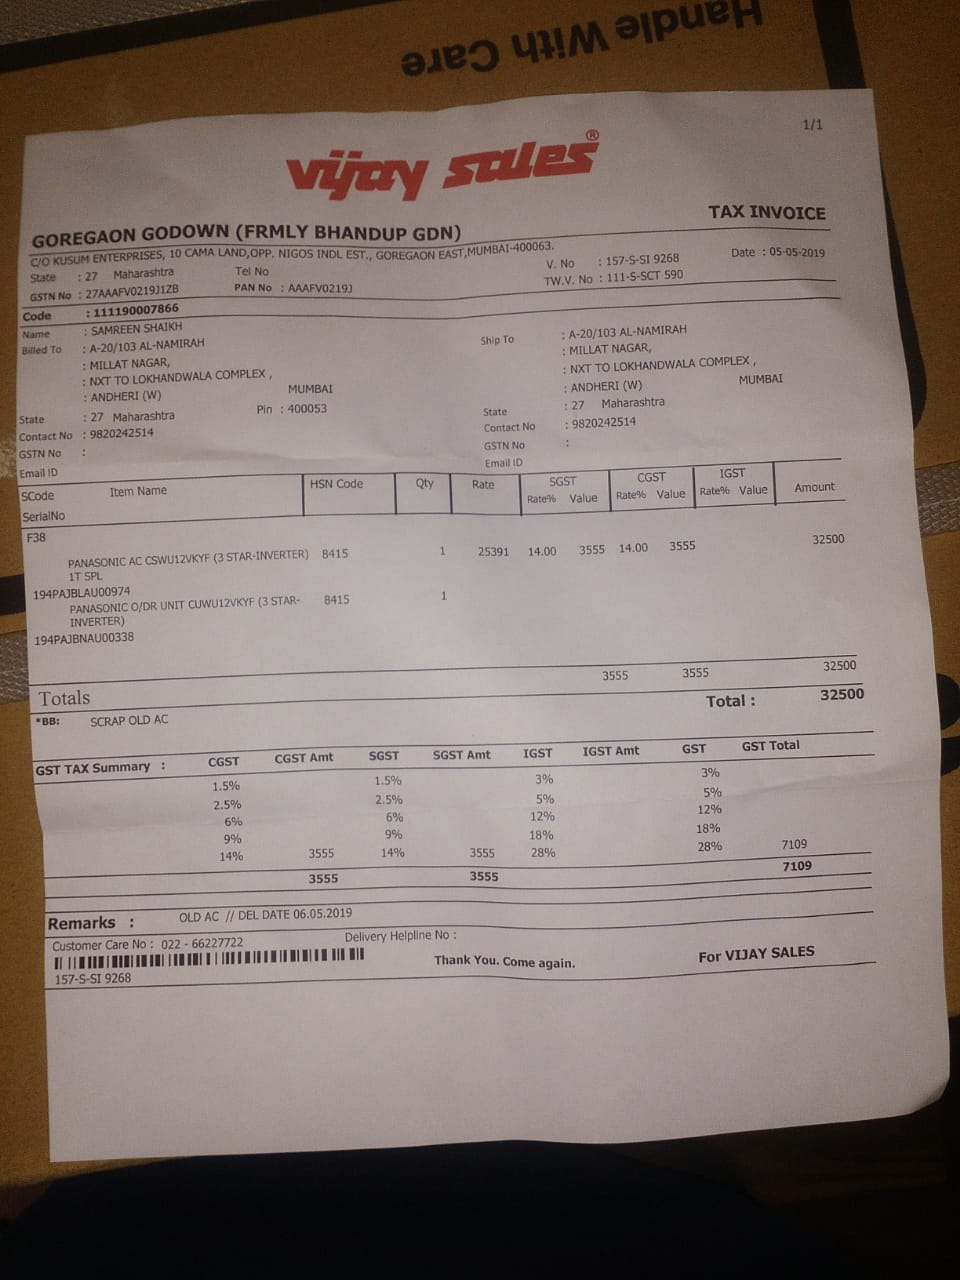 Handle With Care
1/1
vijay sales®
TAX INVOICE
GOREGAON GODOWN (FRMLY BHANDUP GDN)
C/O KUSUM ENTERPRISES, 10 CAMA LAND,OPP. NIGOS INDL EST., GOREGAON EAST,MUMBAI-400063.
State : 27 Maharashtra Tel No V. No : 157-S-SI 9268 Date : 05-05-2019
GSTN No : 27AAAFV0219J1ZB PAN No : AAAFV0219J TW.V. No : 111-S-SCT 590
Code : 111190007866
Name : SAMREEN SHAIKH
Billed To : A-20/103 AL-NAMIRAH Ship To : A-20/103 AL-NAMIRAH
: MILLAT NAGAR, : MILLAT NAGAR,
: NXT TO LOKHANDWALA COMPLEX , : NXT TO LOKHANDWALA COMPLEX ,
: ANDHERI (W) MUMBAI : ANDHERI (W) MUMBAI
State : 27 Maharashtra Pin : 400053 State : 27 Maharashtra
Contact No : 9820242514 Contact No : 9820242514
GSTN No : GSTN No :
Email ID Email ID
SCode Item Name HSN Code Qty Rate SGST CGST IGST Amount
SerialNo Rate% Value Rate% Value Rate% Value
F38
PANASONIC AC CSWU12VKYF (3 STAR-INVERTER) 8415 1 25391 14.00 3555 14.00 3555 32500
1T SPL
194PAJBLAU00974
PANASONIC O/DR UNIT CUWU12VKYF (3 STAR- 8415 1
INVERTER)
194PAJBNAU00338
Totals 3555 3555 32500
Total : 32500
*BB: SCRAP OLD AC
GST TAX Summary : CGST CGST Amt SGST SGST Amt IGST IGST Amt GST GST Total
1.5% 1.5% 3% 3%
2.5% 2.5% 5% 5%
6% 6% 12% 12%
9% 9% 18% 18%
14% 3555 14% 3555 28% 28% 7109
3555 3555 7109
Remarks : OLD AC // DEL DATE 06.05.2019
Customer Care No : 022 - 66227722 Delivery Helpline No :
Thank You. Come again. For VIJAY SALES
157-S-SI 9268